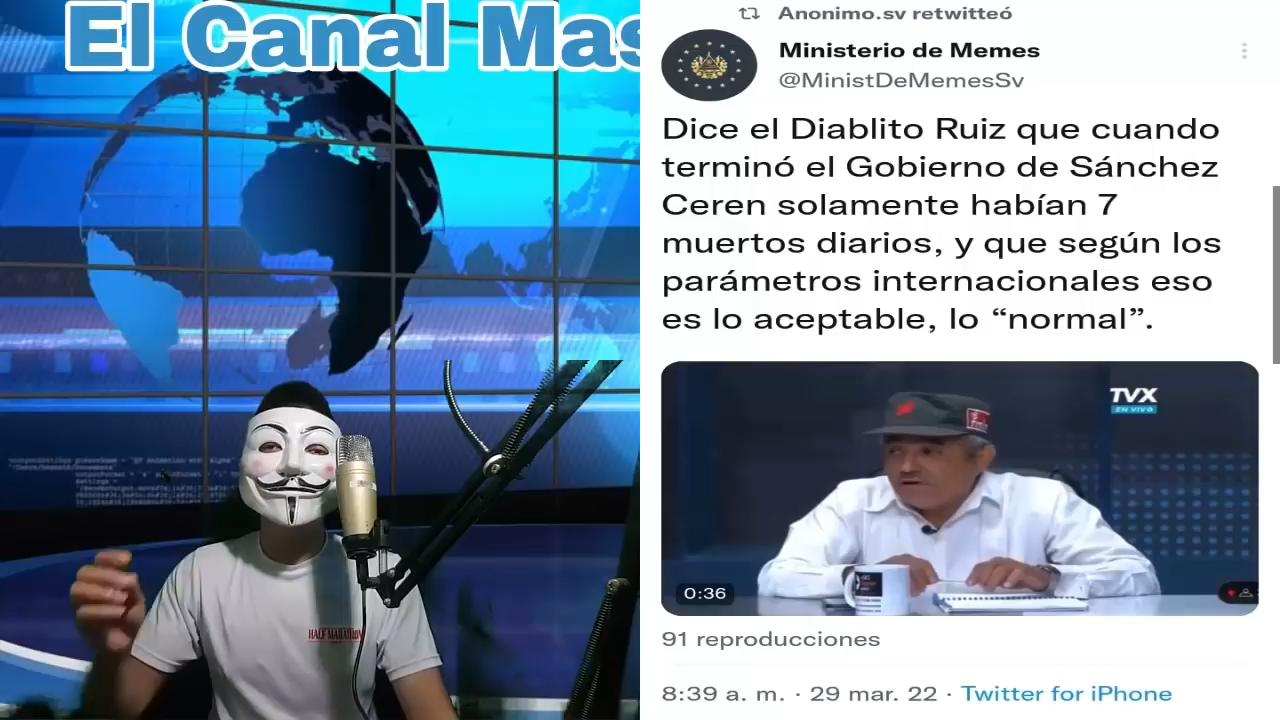 El Canal Mas
HALF MARATHON
Anonimo.sv retwitteó
Ministerio de Memes
@MinistDeMemesSv
Dice el Diablito Ruiz que cuando
terminó el Gobierno de Sánchez
Ceren solamente habían 7
muertos diarios, y que según los
parámetros internacionales eso
es lo aceptable, lo “normal”.
TVX
EN VIVO
0:36
91 reproducciones
8:39 a. m. · 29 mar. 22 · Twitter for iPhone